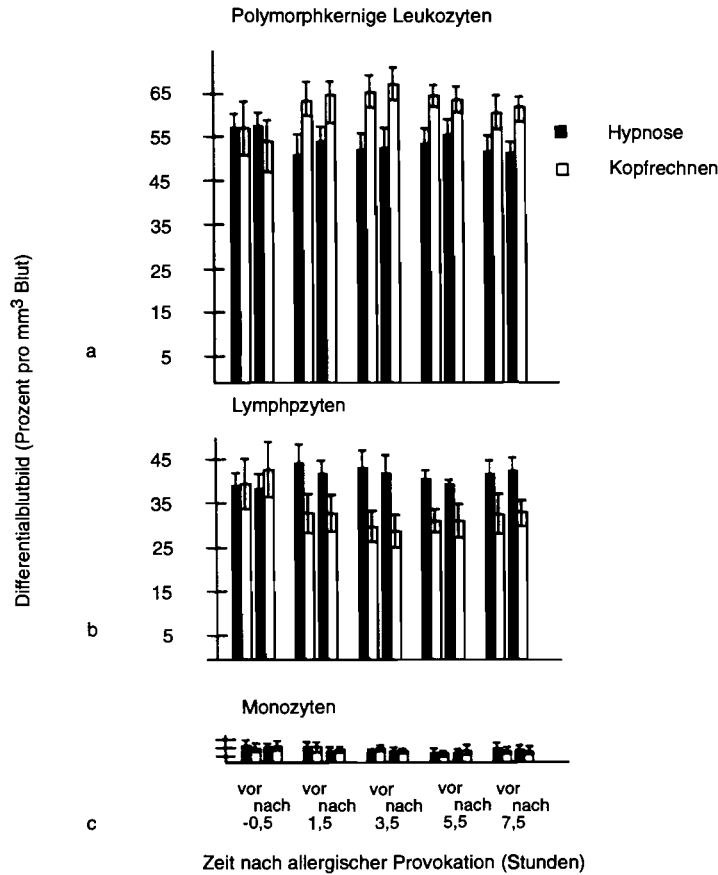 Polymorphkernige Leukozyten
65
55
45
35
25
15
5
Hypnose
Kopfrechnen
a
Differentialblutbild (Prozent pro mm³ Blut)
Lymphpzyten
45
35
25
15
5
b
Monozyten
vor vor vor vor vor
nach nach nach nach nach
-0,5 1,5 3,5 5,5 7,5
c
Zeit nach allergischer Provokation (Stunden)